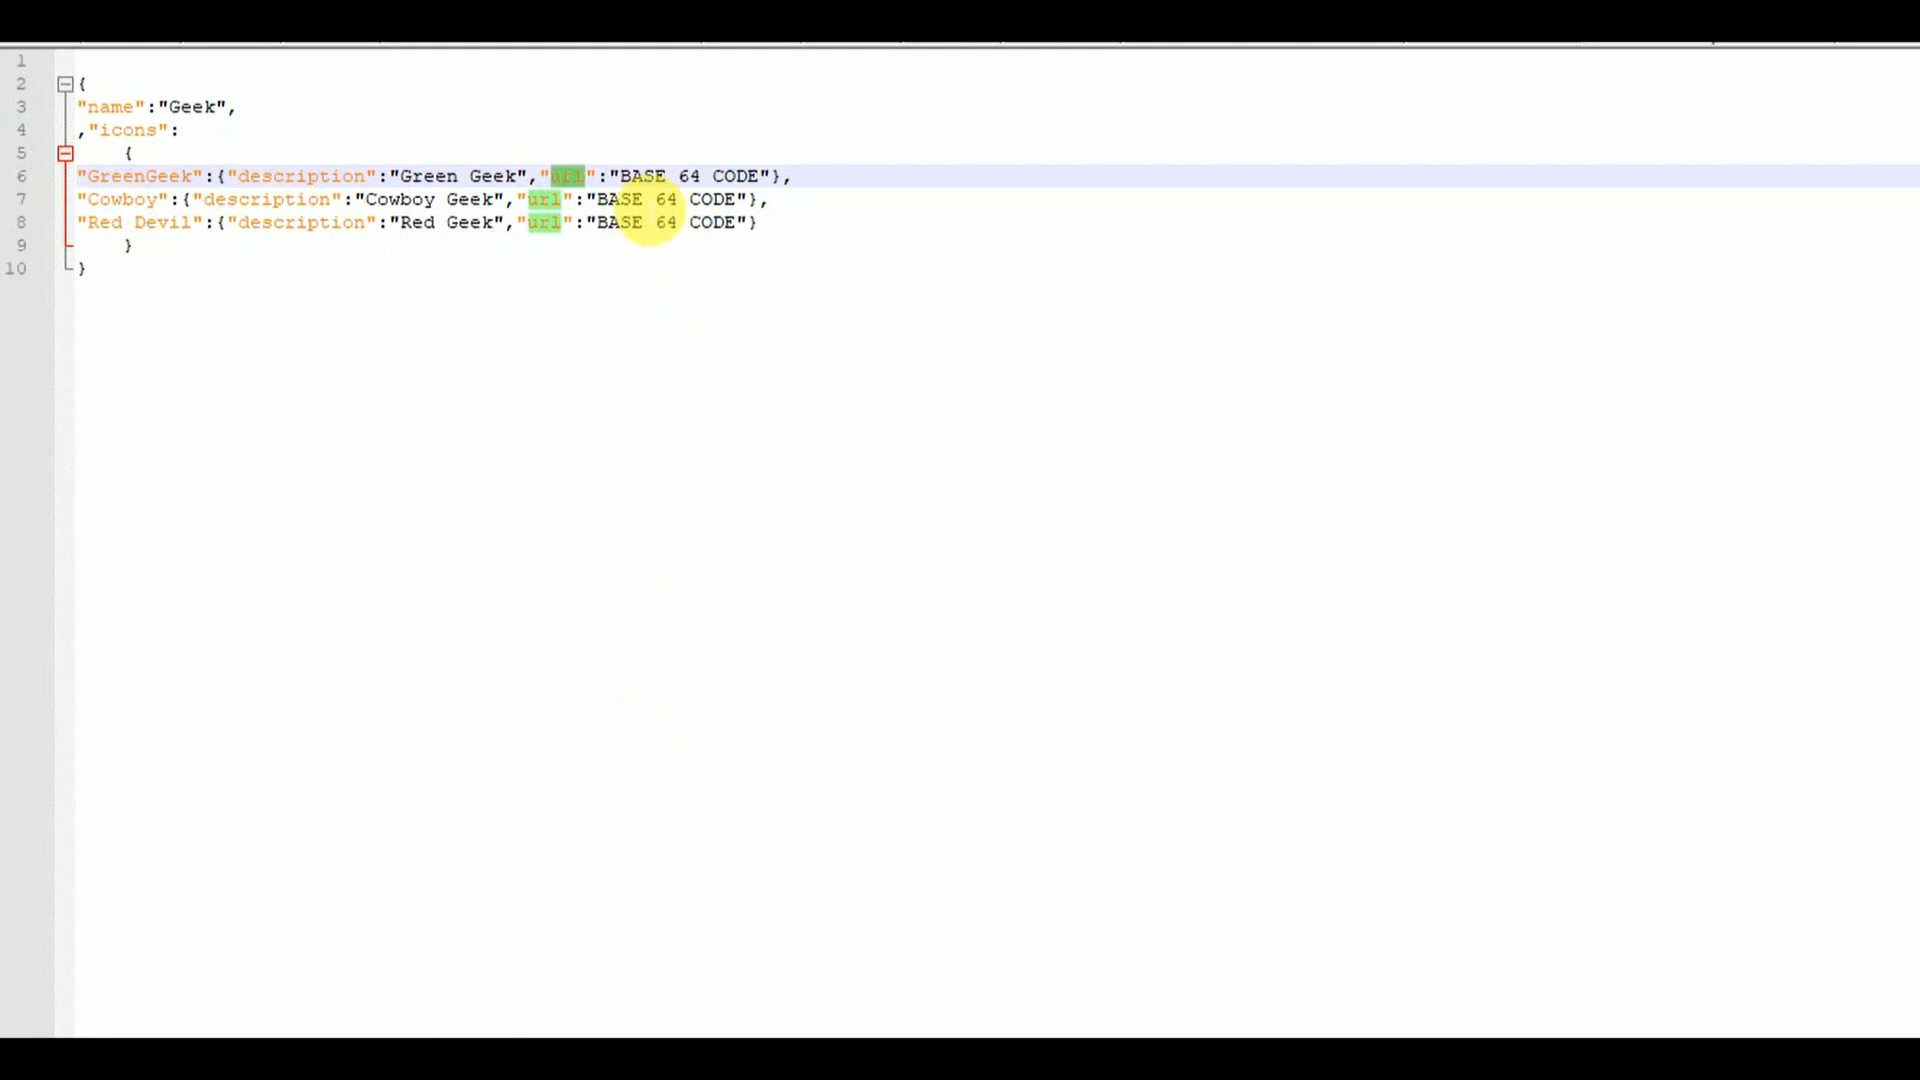 1
2 {
3 "name":"Geek",
4 ,"icons":
5 {
6 "GreenGeek":{"description":"Green Geek","url":"BASE 64 CODE"},
7 "Cowboy":{"description":"Cowboy Geek","url":"BASE 64 CODE"},
8 "Red Devil":{"description":"Red Geek","url":"BASE 64 CODE"}
9 }
10 }